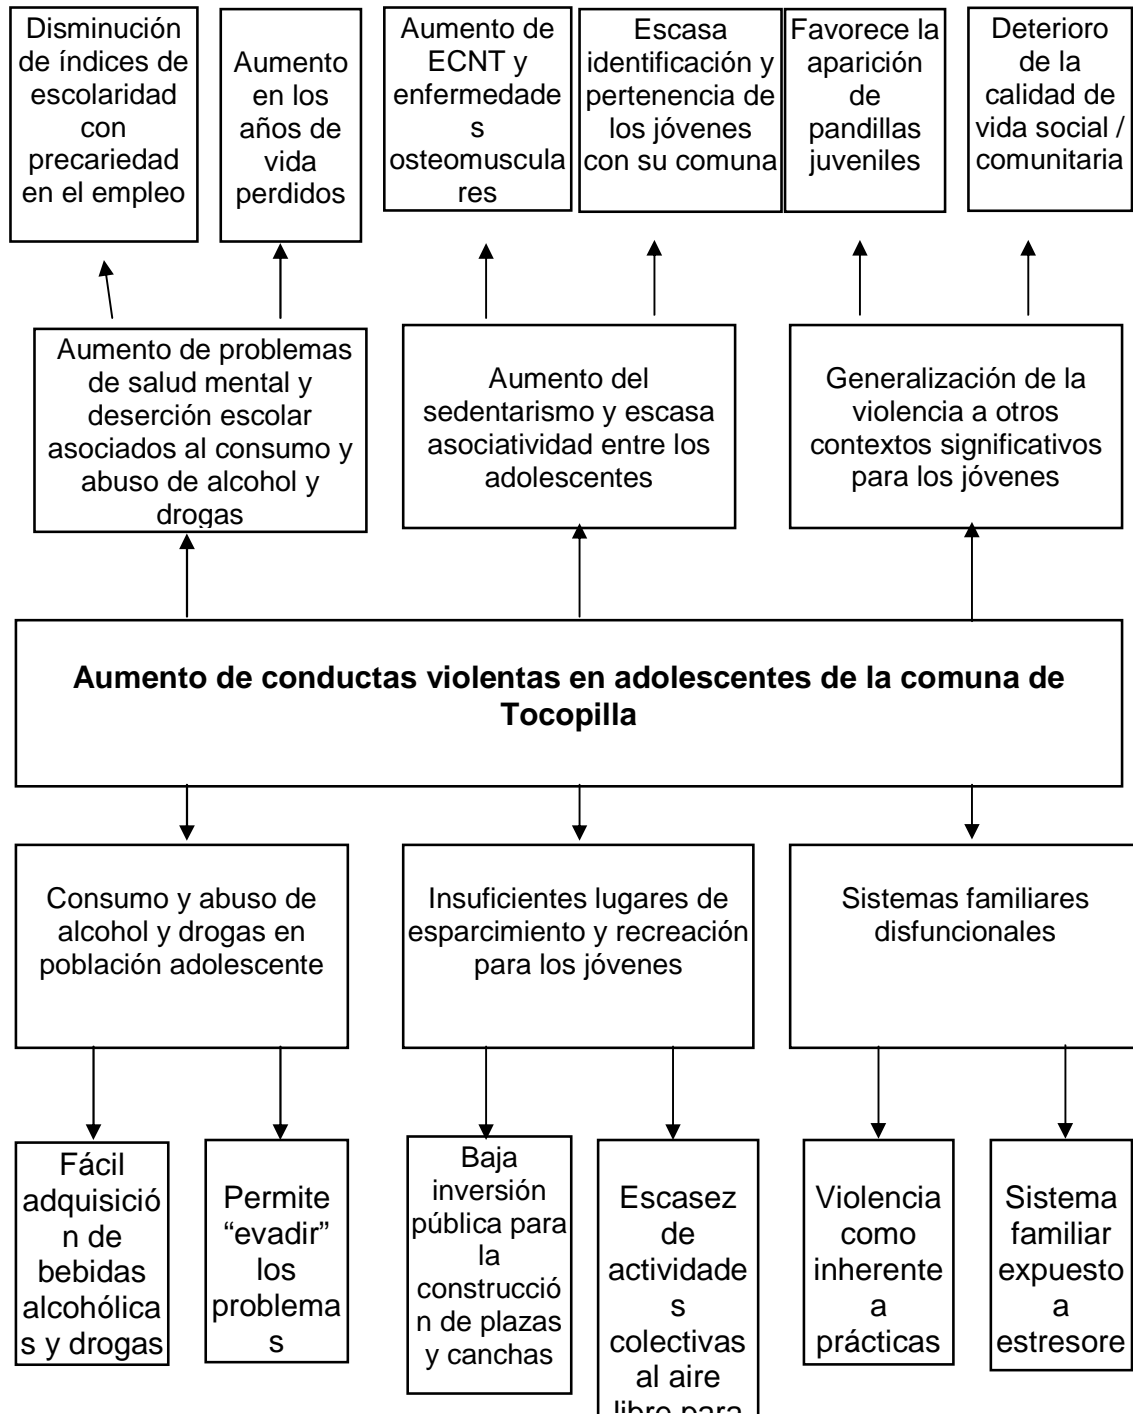 Disminución
de índices de
escolaridad
con
precariedad
en el empleo
Aumento
en los
años de
vida
perdidos
Aumento de
ECNT y
enfermedade
s
osteomuscula
res
Escasa
identificación y
pertenencia de
los jóvenes
con su comuna
Favorece la
aparición
de
pandillas
juveniles
Deterioro
de la
calidad de
vida social /
comunitaria
Aumento de problemas
de salud mental y
deserción escolar
asociados al consumo y
abuso de alcohol y
drogas
Aumento del
sedentarismo y escasa
asociatividad entre los
adolescentes
Generalización de la
violencia a otros
contextos significativos
para los jóvenes
Aumento de conductas violentas en adolescentes de la comuna de
Tocopilla
Consumo y abuso de
alcohol y drogas en
población adolescente
Insuficientes lugares de
esparcimiento y recreación
para los jóvenes
Sistemas familiares
disfuncionales
Fácil
adquisició
n de
bebidas
alcohólica
s y drogas
Permite
“evadir”
los
problema
s
Baja
inversión
pública para
la
construcció
n de plazas
y canchas
Escasez
de
actividade
s
colectivas
al aire
libre para
Violencia
como
inherente
a
prácticas
Sistema
familiar
expuesto
a
estresore